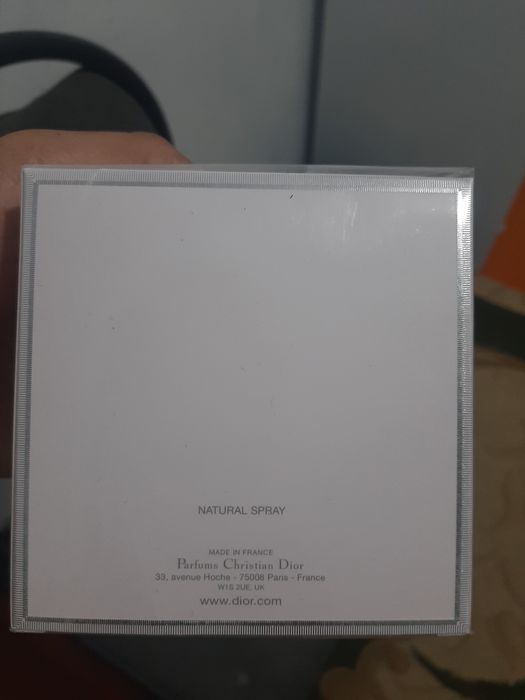 NATURAL SPRAY
MADE IN FRANCE
Parfums Christian Dior
33, avenue Hoche - 75008 Paris - France
W1S 2UE, UK
www.dior.com